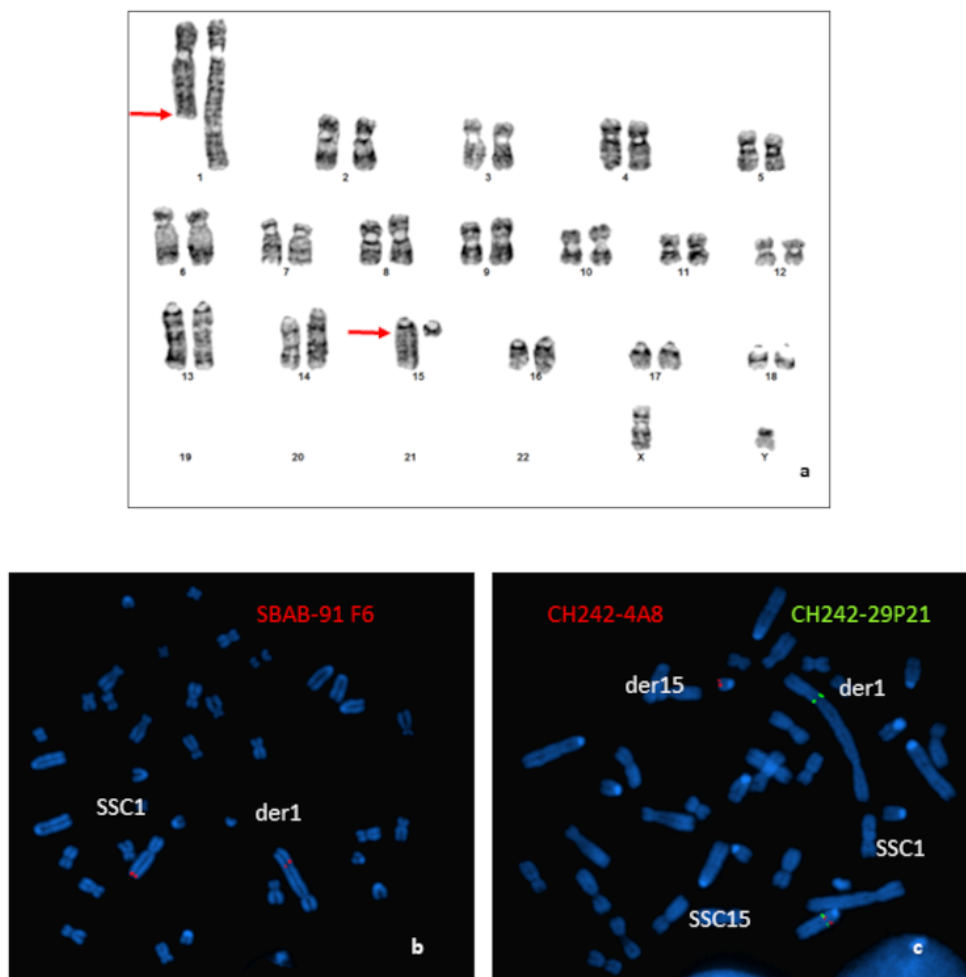 1 2 3 4 5
6 7 8 9 10 11 12
13 14 15 16 17 18
19 20 21 22 X Y
a
SBAB-91 F6
SSC1 der1
b
CH242-4A8 CH242-29P21
der15 der1
SSC1
SSC15
c